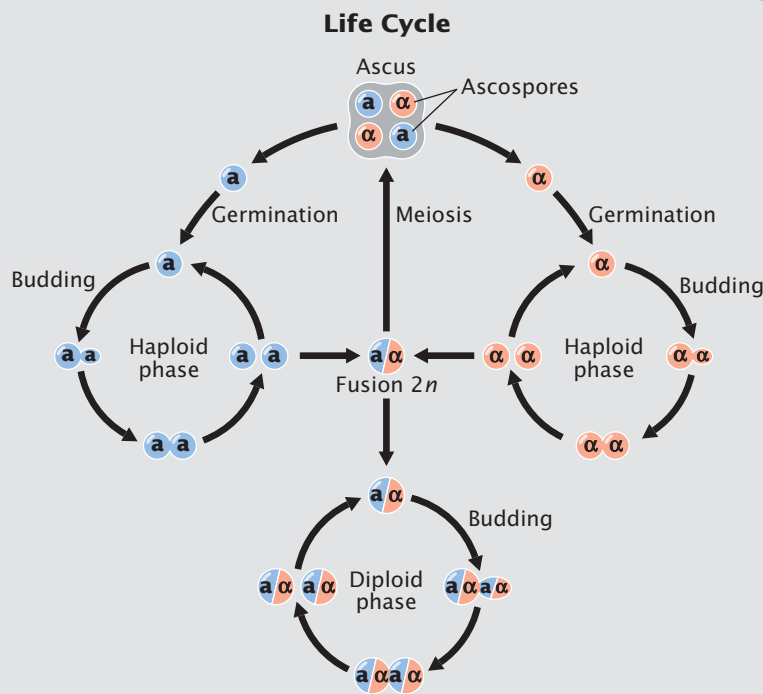 Life Cycle
Ascus
Ascospores
a α
α a
a
α
Germination
Meiosis
Germination
a
α
Budding
Budding
a a
Haploid
phase
a a
a α
Fusion 2n
α α
Haploid
phase
α α
a a
α α
a α
Budding
a α a α
Diploid
phase
a α a α
a α a α